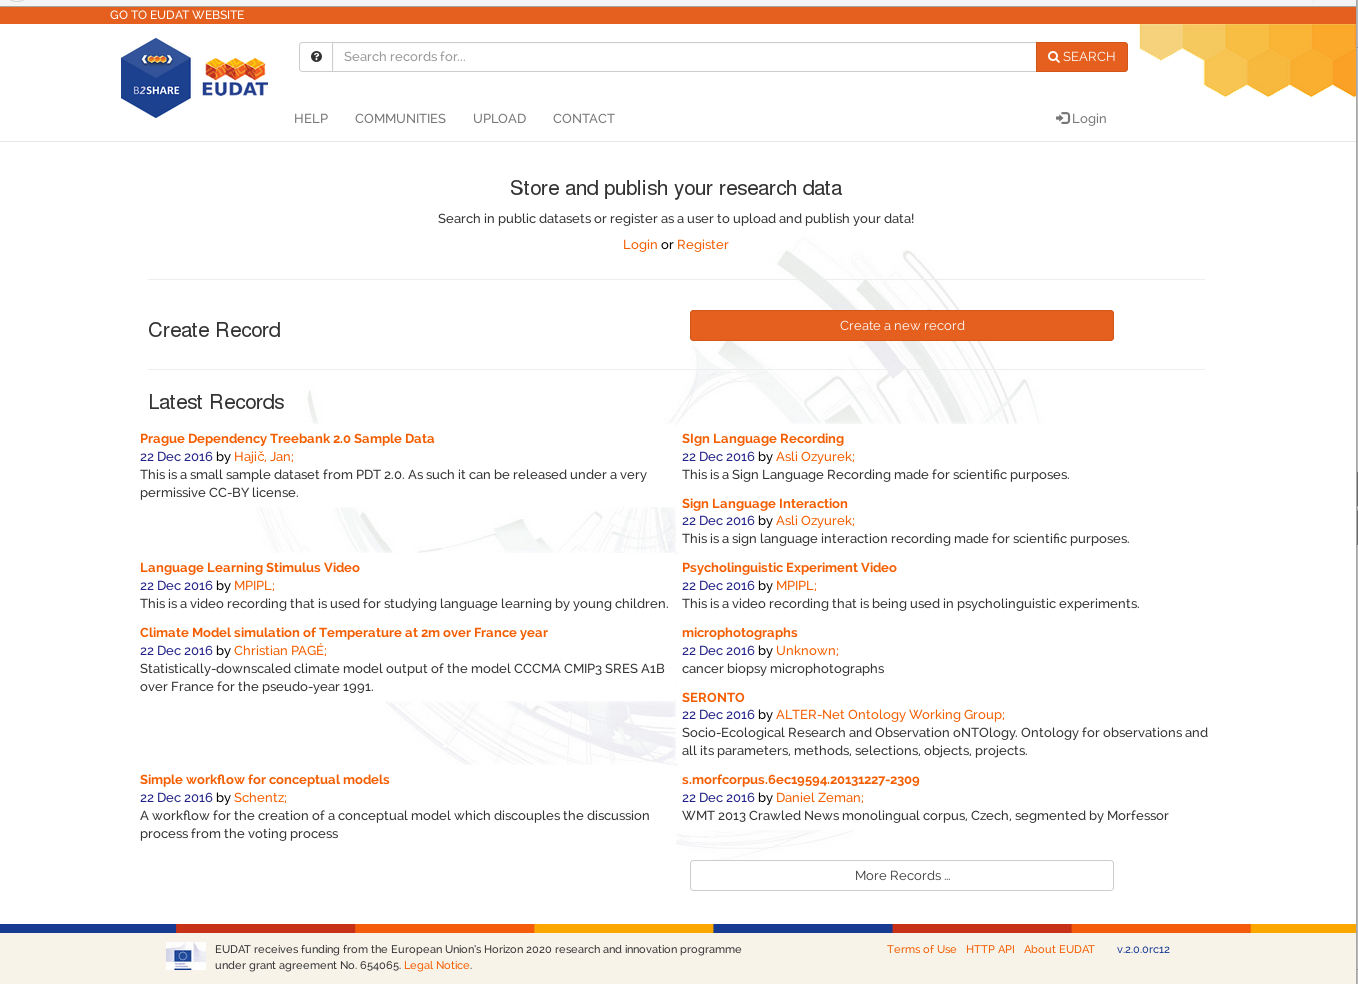 GO TO EUDAT WEBSITE
Search records for...
SEARCH
B2SHARE
EUDAT
HELP COMMUNITIES UPLOAD CONTACT
Login
Store and publish your research data
Search in public datasets or register as a user to upload and publish your data!
Login or Register
Create Record
Create a new record
Latest Records
Prague Dependency Treebank 2.0 Sample Data
22 Dec 2016 by Hajič, Jan;
This is a small sample dataset from PDT 2.0. As such it can be released under a very
permissive CC-BY license.
SIgn Language Recording
22 Dec 2016 by Asli Ozyurek;
This is a Sign Language Recording made for scientific purposes.
Sign Language Interaction
22 Dec 2016 by Asli Ozyurek;
This is a sign language interaction recording made for scientific purposes.
Language Learning Stimulus Video
22 Dec 2016 by MPIPL;
This is a video recording that is used for studying language learning by young children.
Psycholinguistic Experiment Video
22 Dec 2016 by MPIPL;
This is a video recording that is being used in psycholinguistic experiments.
Climate Model simulation of Temperature at 2m over France year
22 Dec 2016 by Christian PAGÉ;
Statistically-downscaled climate model output of the model CCCMA CMIP3 SRES A1B
over France for the pseudo-year 1991.
microphotographs
22 Dec 2016 by Unknown;
cancer biopsy microphotographs
SERONTO
22 Dec 2016 by ALTER-Net Ontology Working Group;
Socio-Ecological Research and Observation oNTOlogy. Ontology for observations and
all its parameters, methods, selections, objects, projects.
Simple workflow for conceptual models
22 Dec 2016 by Schentz;
A workflow for the creation of a conceptual model which discouples the discussion
process from the voting process
s.morfcorpus.6ec19594.20131227-2309
22 Dec 2016 by Daniel Zeman;
WMT 2013 Crawled News monolingual corpus, Czech, segmented by Morfessor
More Records ...
EUDAT receives funding from the European Union's Horizon 2020 research and innovation programme
under grant agreement No. 654065. Legal Notice.
Terms of Use HTTP API About EUDAT v.2.0.0rc12